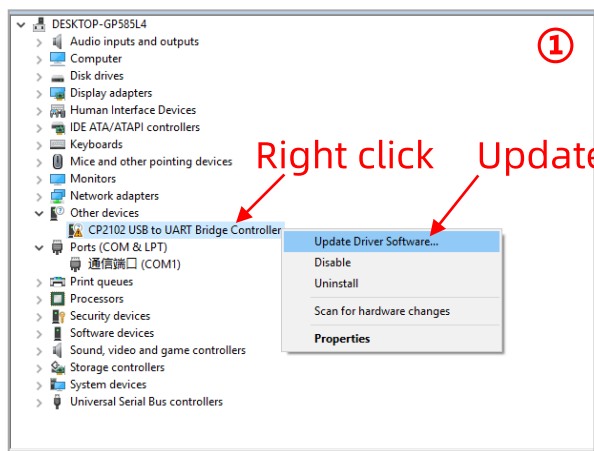 DESKTOP-GP585L4
Audio inputs and outputs
①
Computer
Disk drives
Display adapters
Human Interface Devices
IDE ATA/ATAPI controllers
Keyboards
Mice and other pointing devices
Right click Update
Monitors
Network adapters
Other devices
CP2102 USB to UART Bridge Controller
Update Driver Software...
Ports (COM & LPT)
Disable
通信端口 (COM1)
Uninstall
Print queues
Processors
Scan for hardware changes
Security devices
Software devices
Properties
Sound, video and game controllers
Storage controllers
System devices
Universal Serial Bus controllers